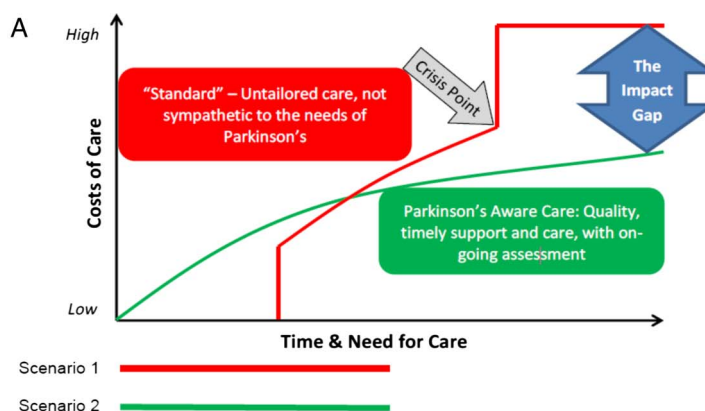 A
High
"Standard" – Untailored care, not
sympathetic to the needs of
Parkinson's
Crisis Point
The
Impact
Gap
Costs of Care
Parkinson's Aware Care: Quality,
timely support and care, with on-
going assessment
Low
Time & Need for Care
Scenario 1
Scenario 2